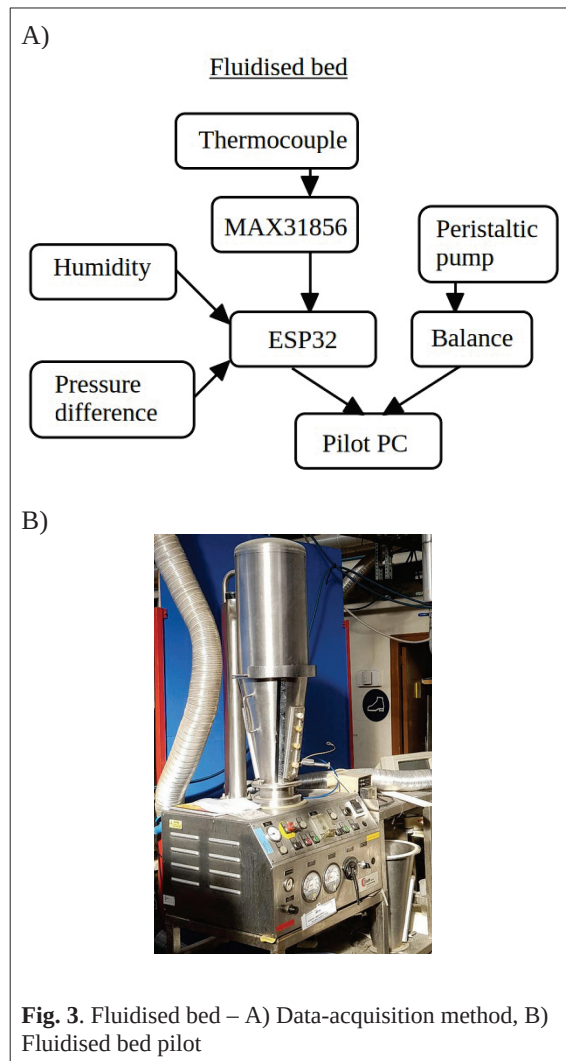 A)
Fluidised bed
Thermocouple
MAX31856
Peristaltic
pump
Humidity
ESP32
Balance
Pressure
difference
Pilot PC
B)
Fig. 3. Fluidised bed – A) Data-acquisition method, B)
Fluidised bed pilot